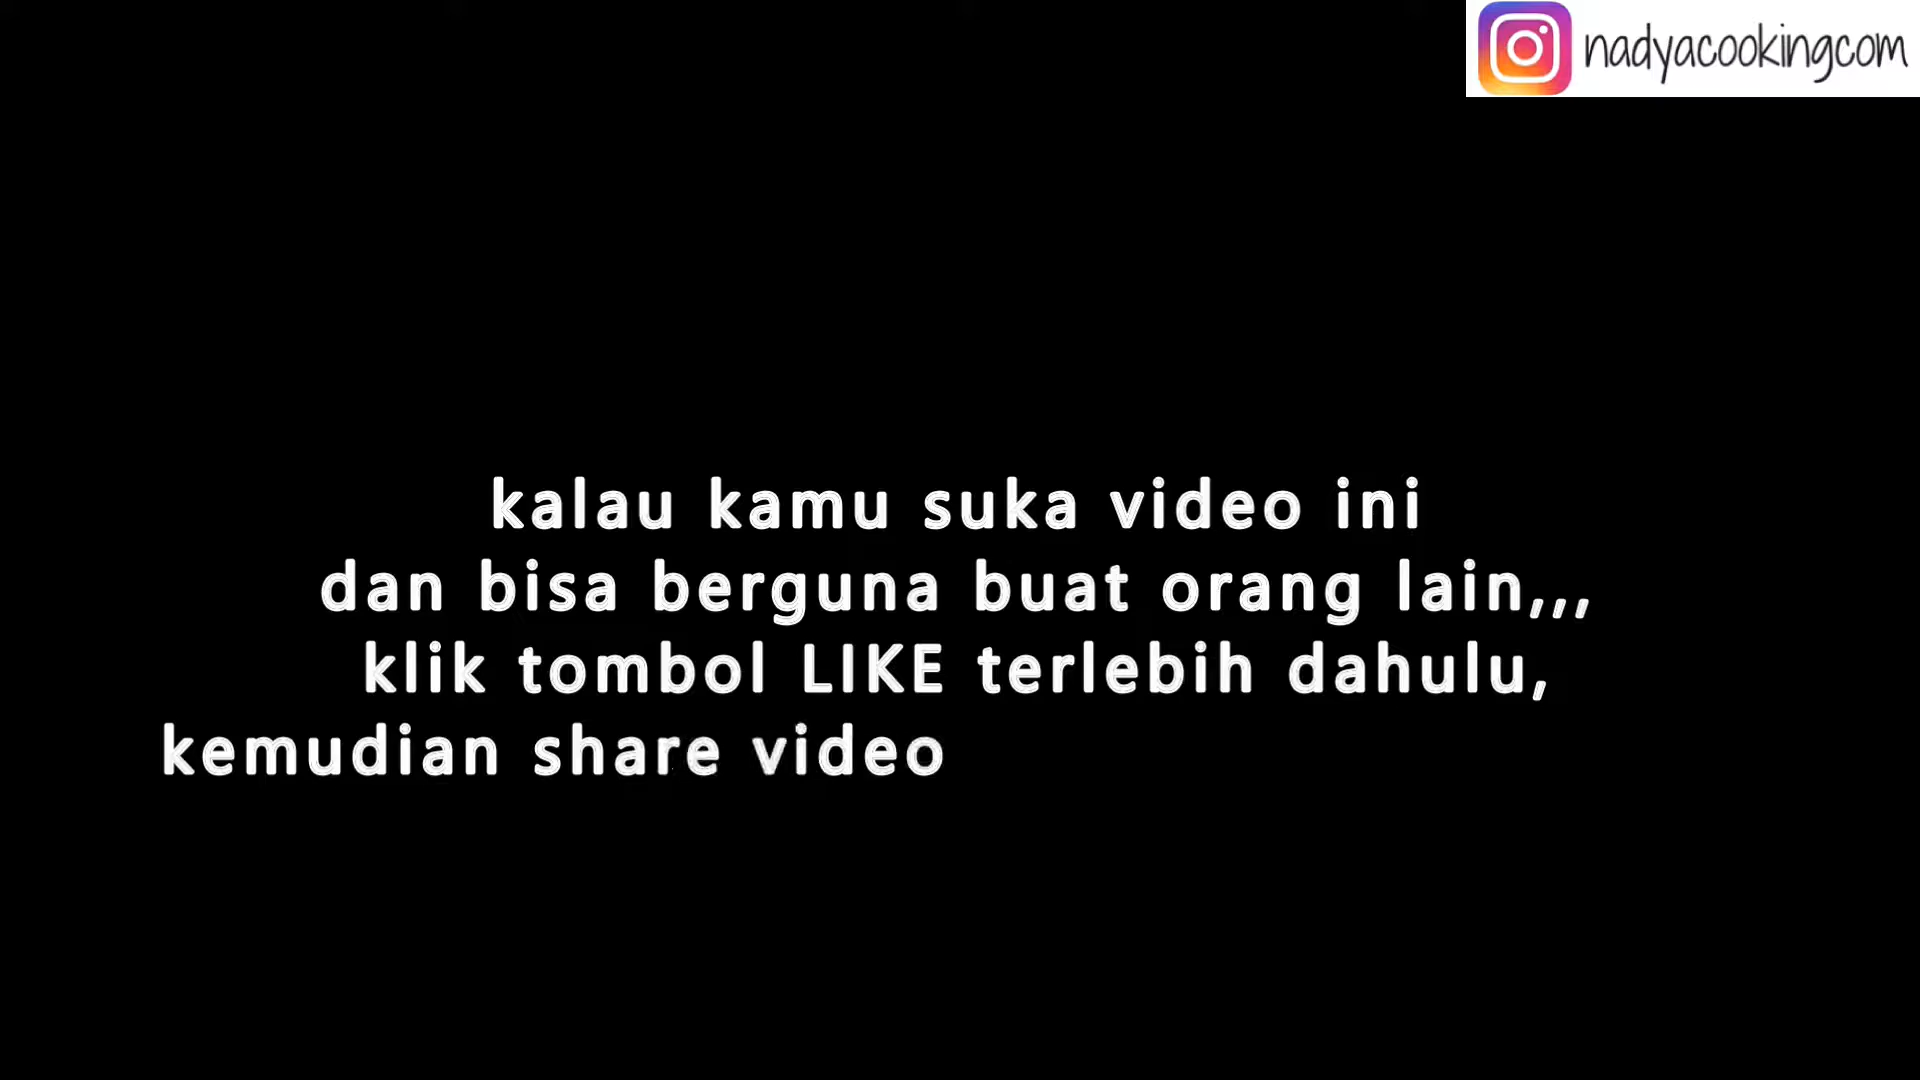 nadyacookingcom
kalau kamu suka video ini
dan bisa berguna buat orang lain,,,
klik tombol LIKE terlebih dahulu,
kemudian share video